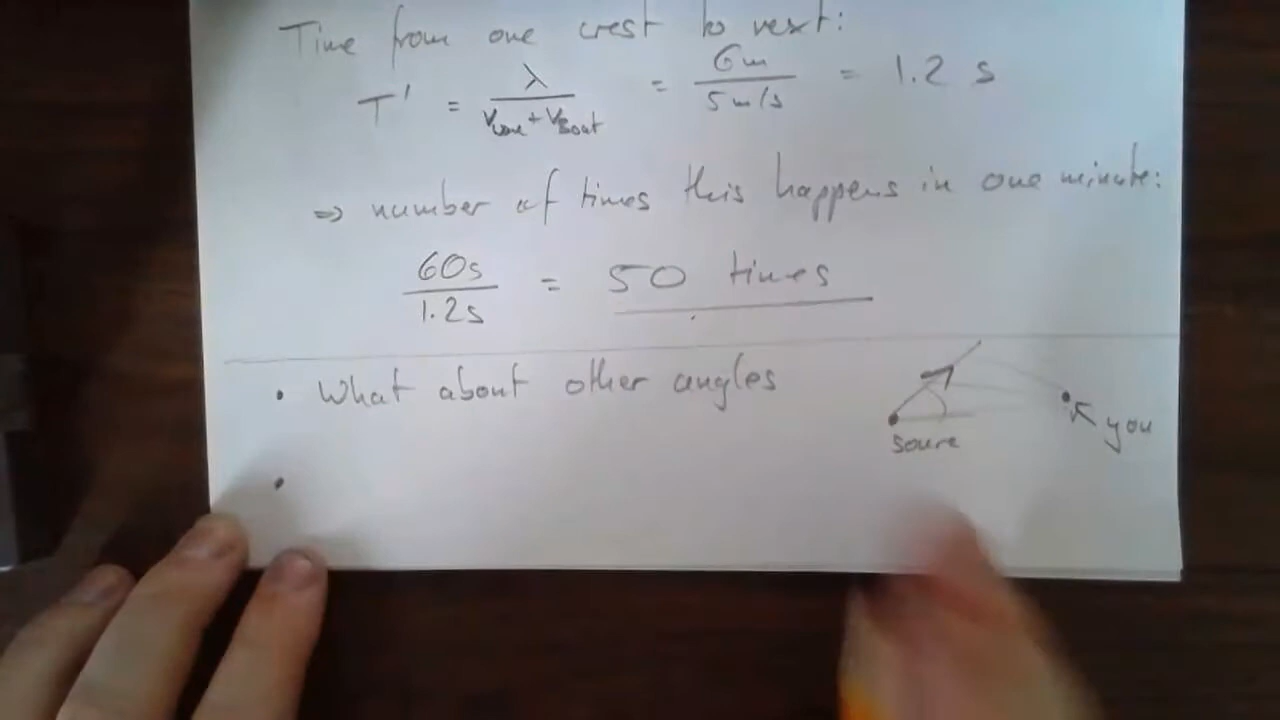 Time from one crest to next:
T' = λ / v_wave + v_Boat = 6m / 5m/s = 1.2 s
⇒ number of times this happens in one minute:
60s / 1.2s = 50 times
• What about other angles
source
you
•